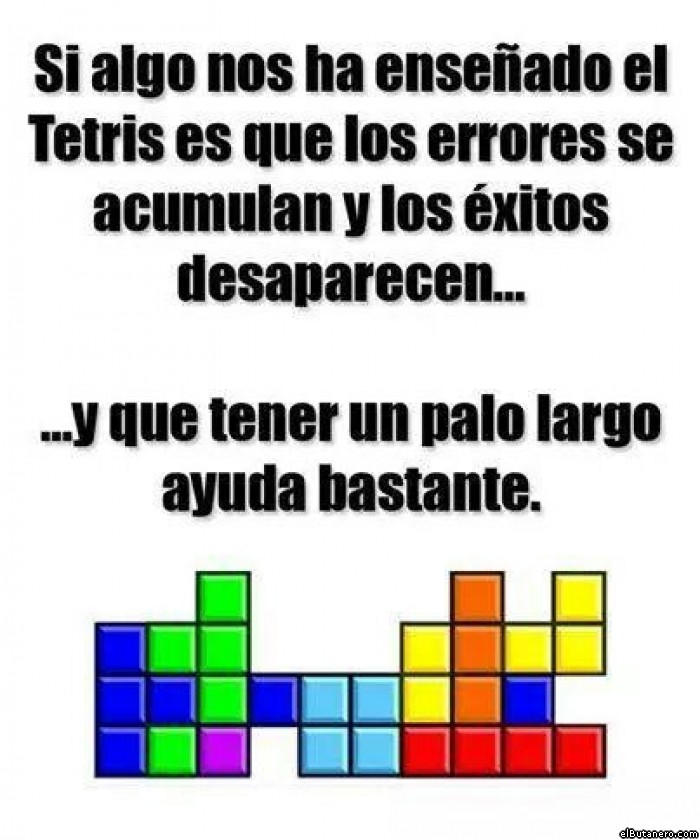 Si algo nos ha enseñado el
Tetris es que los errores se
acumulan y los éxitos
desaparecen...
...y que tener un palo largo
ayuda bastante.
elButanero.com